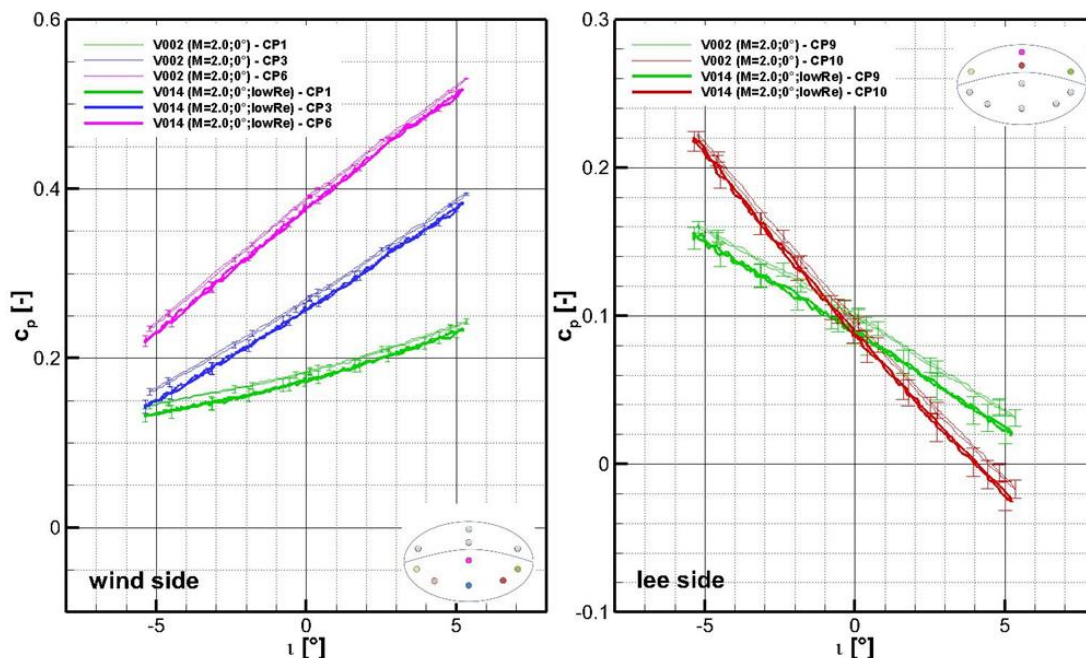 0.6
V002 (M=2.0;0°) - CP1
V002 (M=2.0;0°) - CP3
V002 (M=2.0;0°) - CP6
V014 (M=2.0;0°;lowRe) - CP1
V014 (M=2.0;0°;lowRe) - CP3
V014 (M=2.0;0°;lowRe) - CP6
0.4
cp [-]
0.2
0
wind side
-5
0
5
ι [°]
0.3
V002 (M=2.0;0°) - CP9
V002 (M=2.0;0°) - CP10
V014 (M=2.0;0°;lowRe) - CP9
V014 (M=2.0;0°;lowRe) - CP10
0.2
cp [-]
0.1
0
lee side
-0.1
-5
0
5
ι [°]